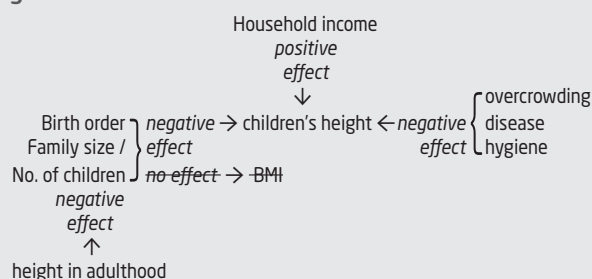 Household income
positive
effect
↓
overcrowding
Birth order negative → children's height ← negative disease
Family size / effect effect hygiene
No. of children no effect → BMI
negative
effect
↑
height in adulthood